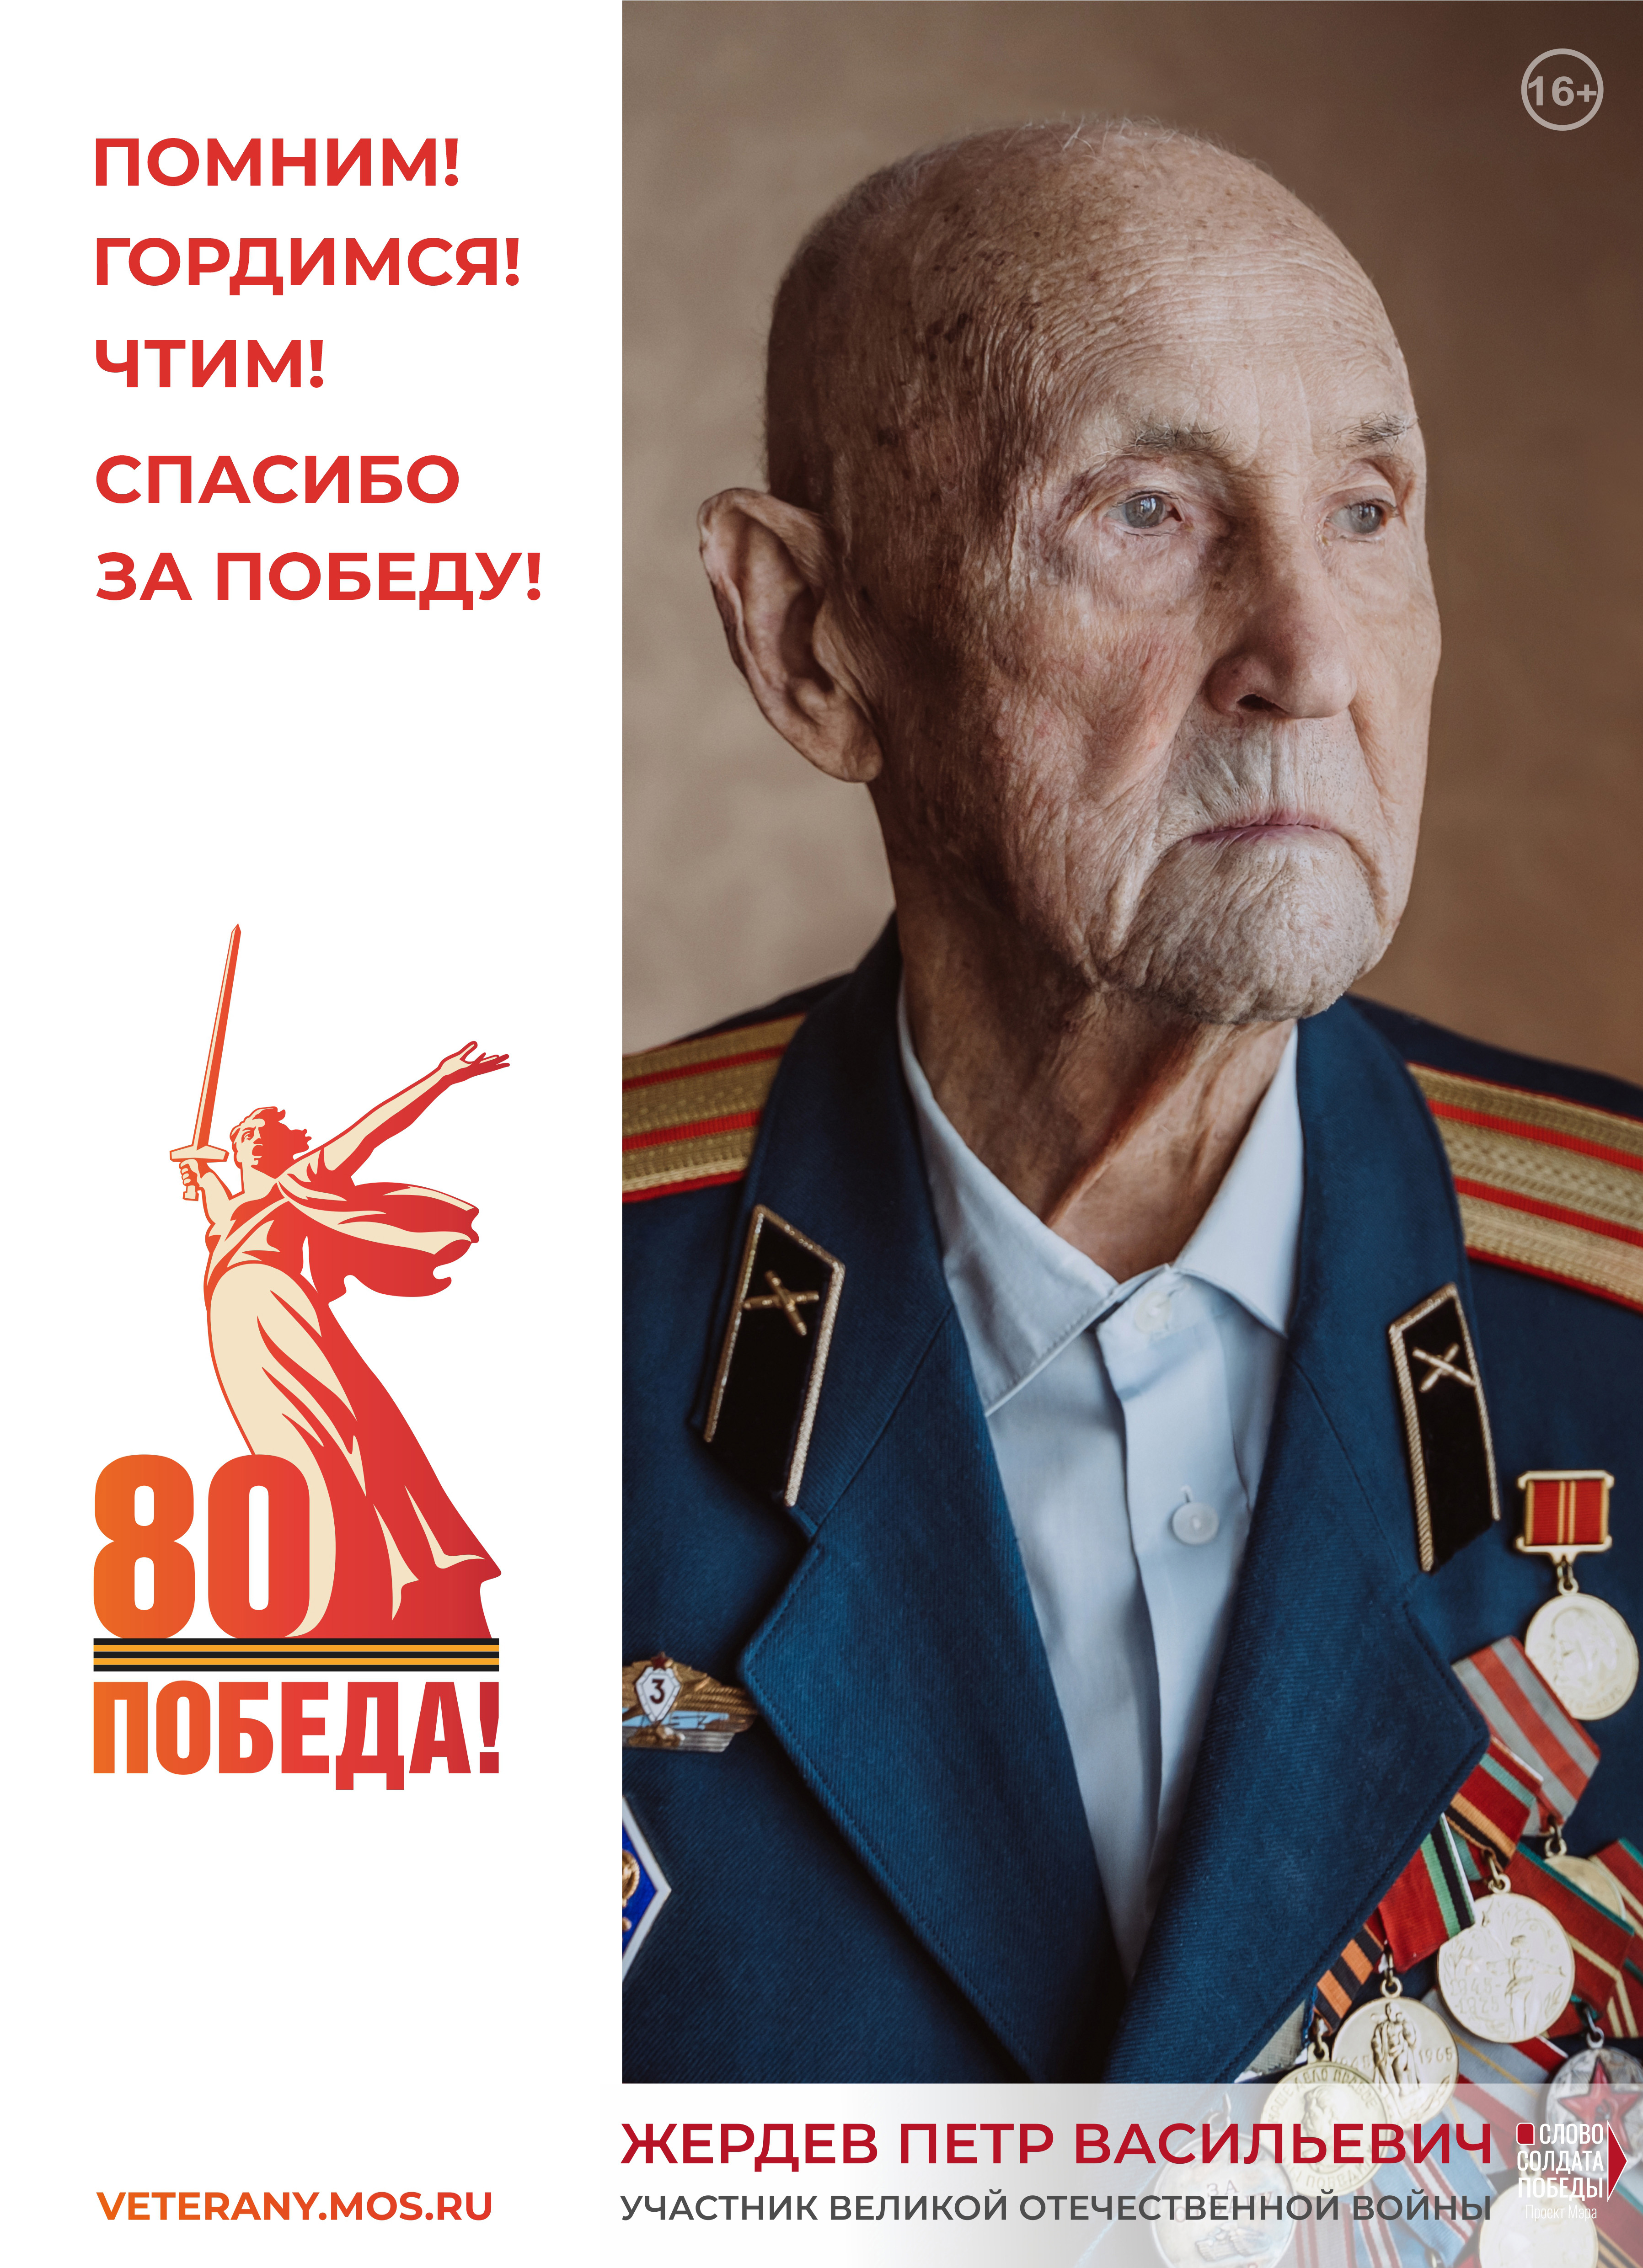 ПОМНИМ!
ГОРДИМСЯ!
ЧТИМ!
СПАСИБО
ЗА ПОБЕДУ!
16+
80
ПОБЕДА!
3
VETERANY.MOS.RU
ЖЕРДЕВ ПЕТР ВАСИЛЬЕВИЧ
УЧАСТНИК ВЕЛИКОЙ ОТЕЧЕСТВЕННОЙ ВОЙНЫ
СЛОВО
СОЛДАТА
ПОБЕДЫ
Проект Мэра